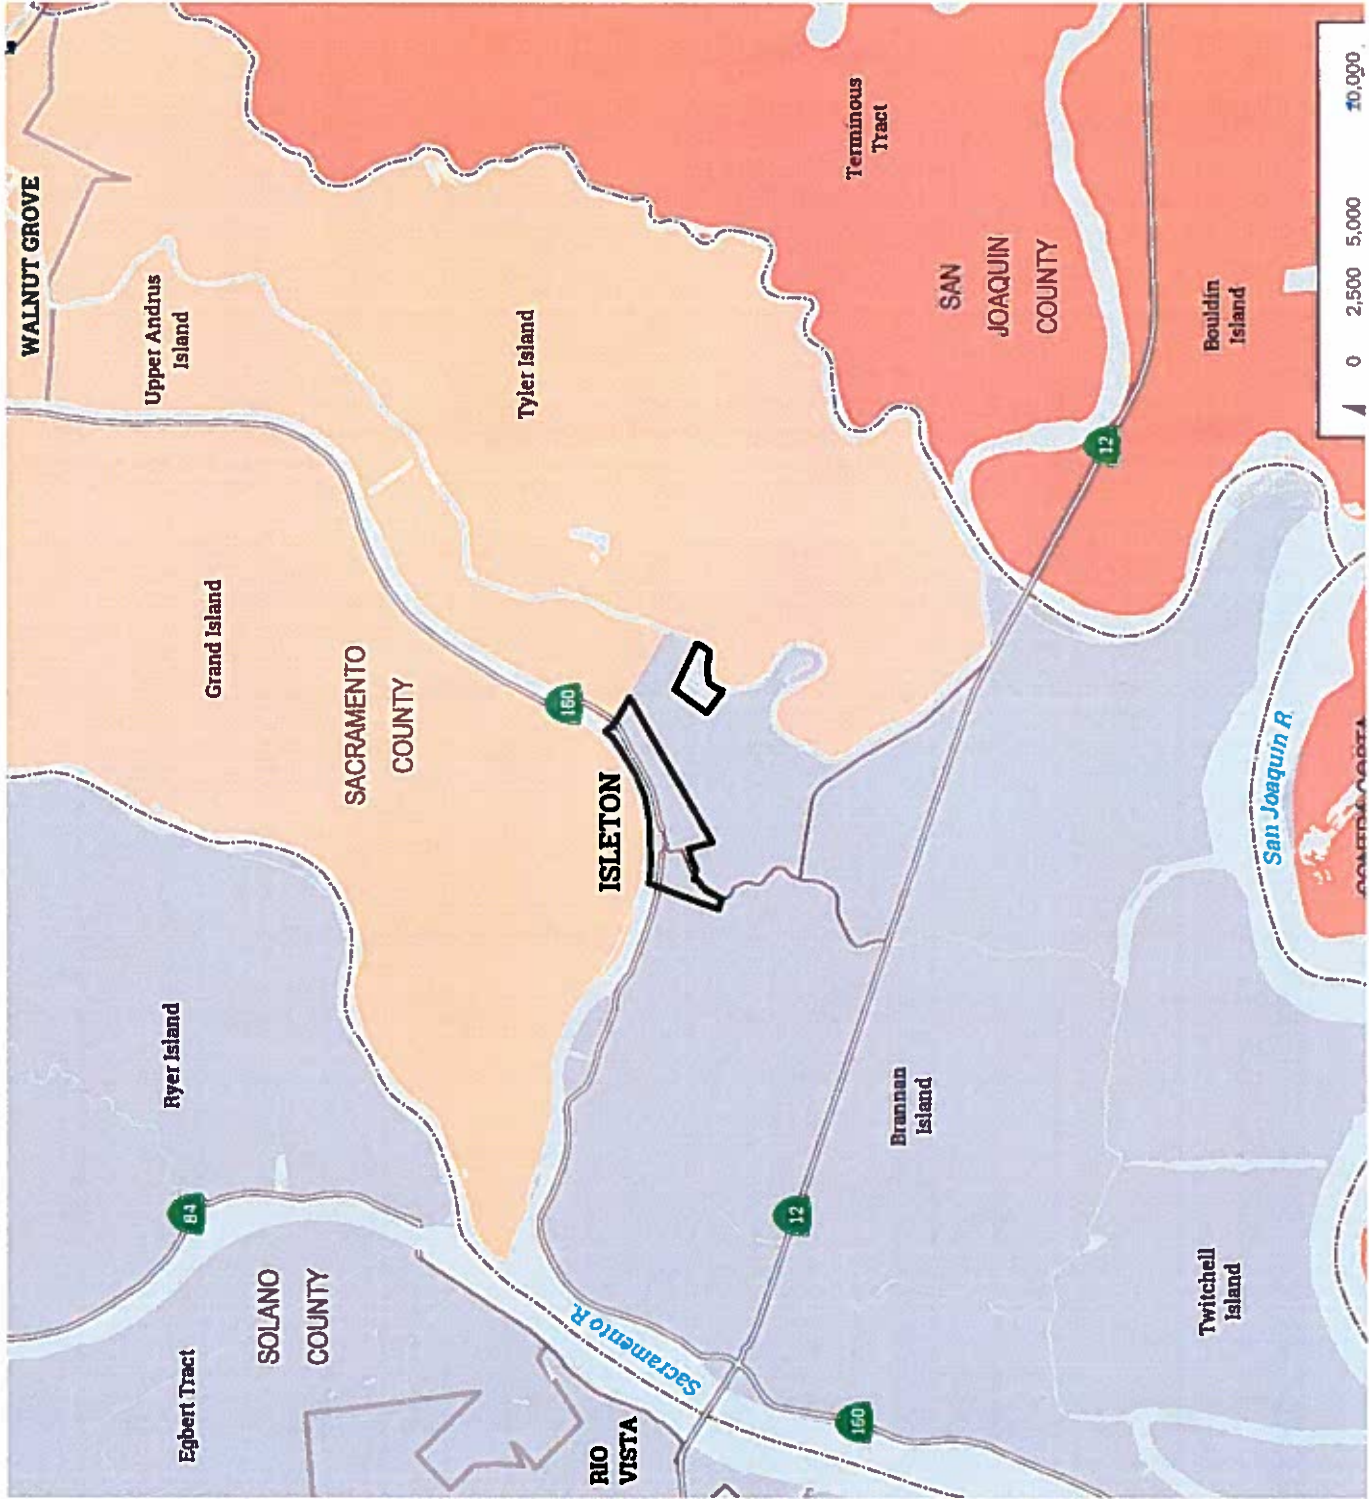 WALNUT GROVE
Upper Andrus
Island
Grand Island
Tyler Island
Terminous
Tract
SACRAMENTO
COUNTY
SAN
JOAQUIN
COUNTY
Bouldin
Island
160
ISLETON
12
Ryer Island
84
SOLANO
COUNTY
Egbert Tract
Sacramento R.
RIO
VISTA
Brannan
Island
12
160
Twitchell
Island
San Joaquin R.
0 2,500 5,000 10,000